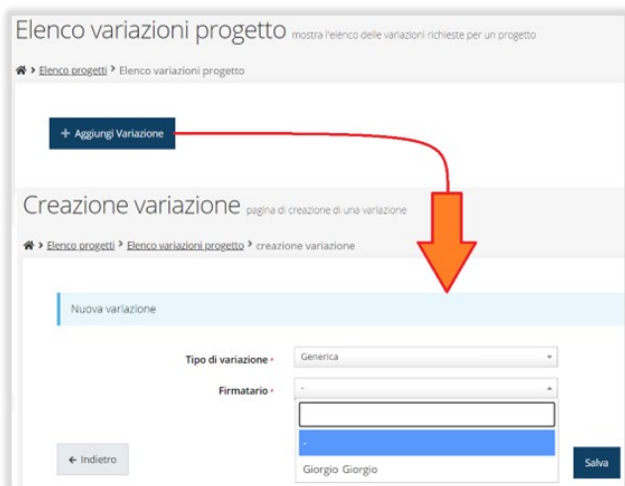 Elenco variazioni progetto mostra l'elenco delle variazioni richieste per un progetto
> Elenco progetti > Elenco variazioni progetto
+ Aggiungi Variazione
Creazione variazione pagina di creazione di una variazione
> Elenco progetti > Elenco variazioni progetto > creazione variazione
Nuova variazione
Tipo di variazione * Generica
Firmatario * -
-
Giorgio Giorgio
← Indietro
Salva